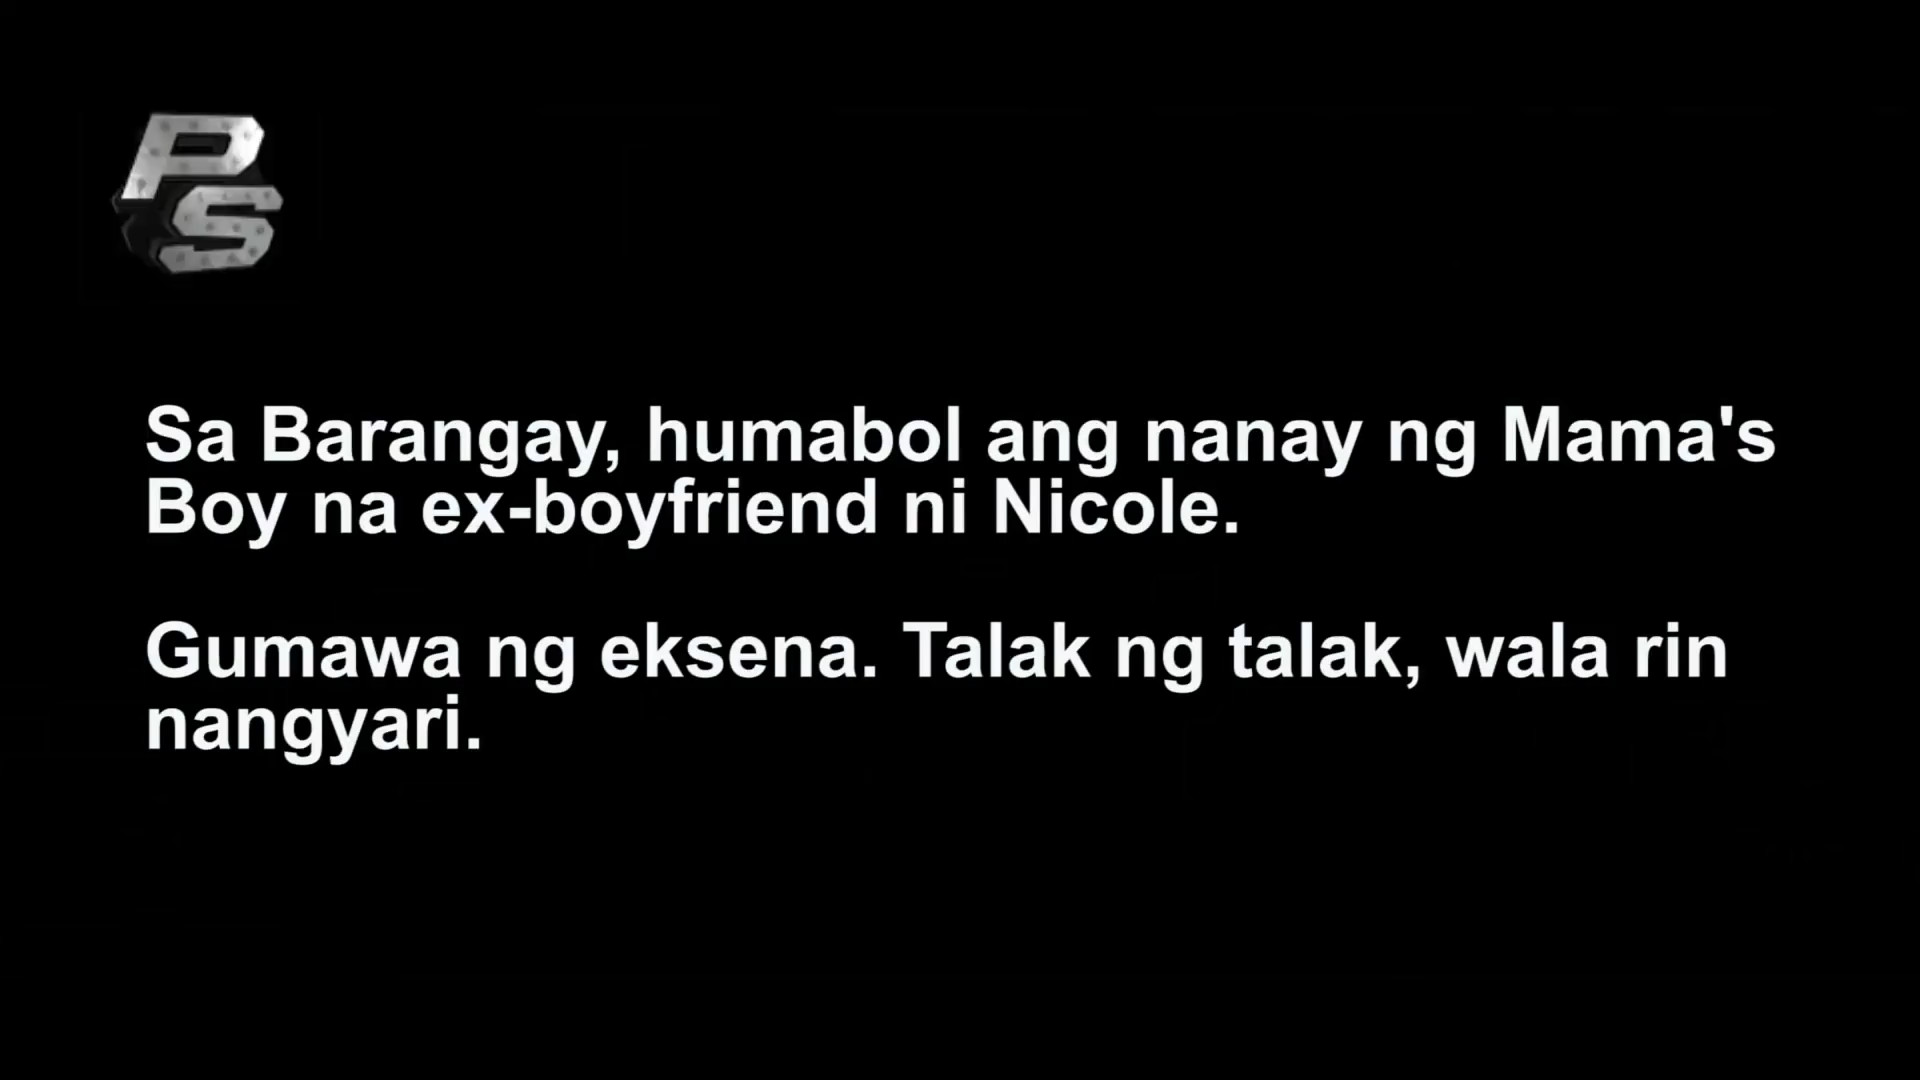 PS
Sa Barangay, humabol ang nanay ng Mama's
Boy na ex-boyfriend ni Nicole.
Gumawa ng eksena. Talak ng talak, wala rin
nangyari.